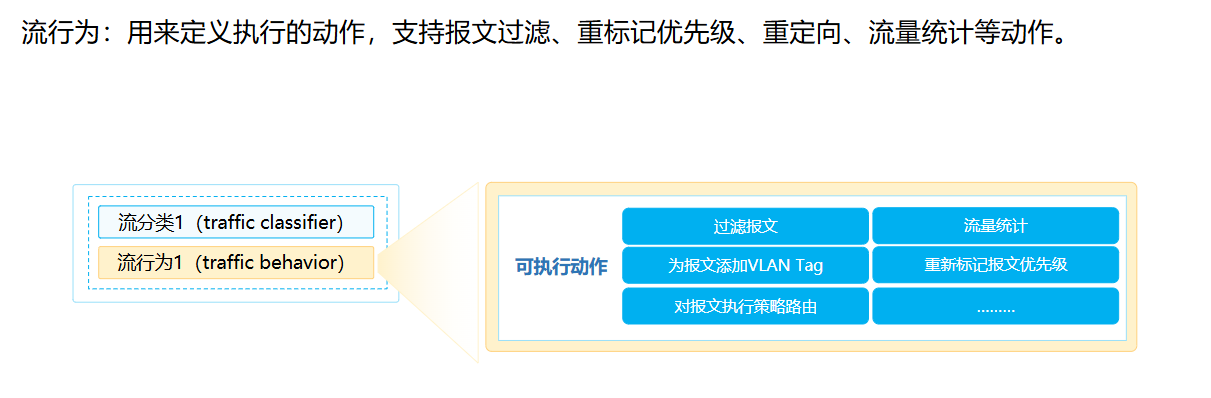 流行为：用来定义执行的动作，支持报文过滤、重标记优先级、重定向、流量统计等动作。
流分类1（traffic classifier）
流行为1（traffic behavior）
可执行动作
过滤报文
流量统计
为报文添加VLAN Tag
重新标记报文优先级
对报文执行策略路由
………